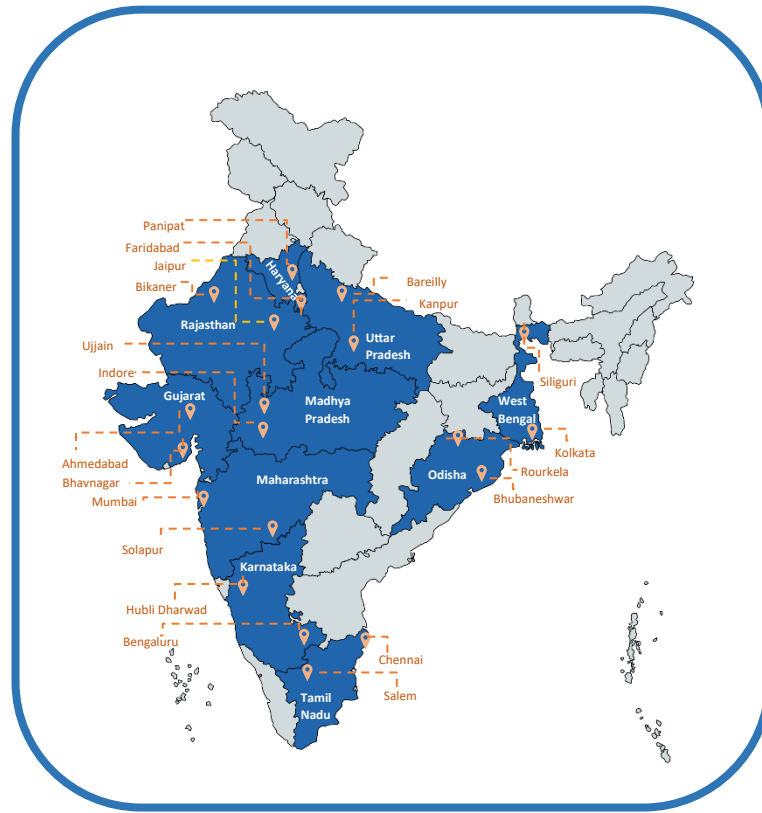 Panipat
Faridabad
Jaipur
Bikaner
Haryana
Bareilly
Kanpur
Rajasthan
Uttar
Pradesh
Ujjain
Indore
Siliguri
Gujarat
Madhya
Pradesh
West
Bengal
Kolkata
Ahmedabad
Bhavnagar
Mumbai
Maharashtra
Odisha
Rourkela
Bhubaneshwar
Solapur
Karnataka
Hubli Dharwad
Bengaluru
Chennai
Salem
Tamil
Nadu